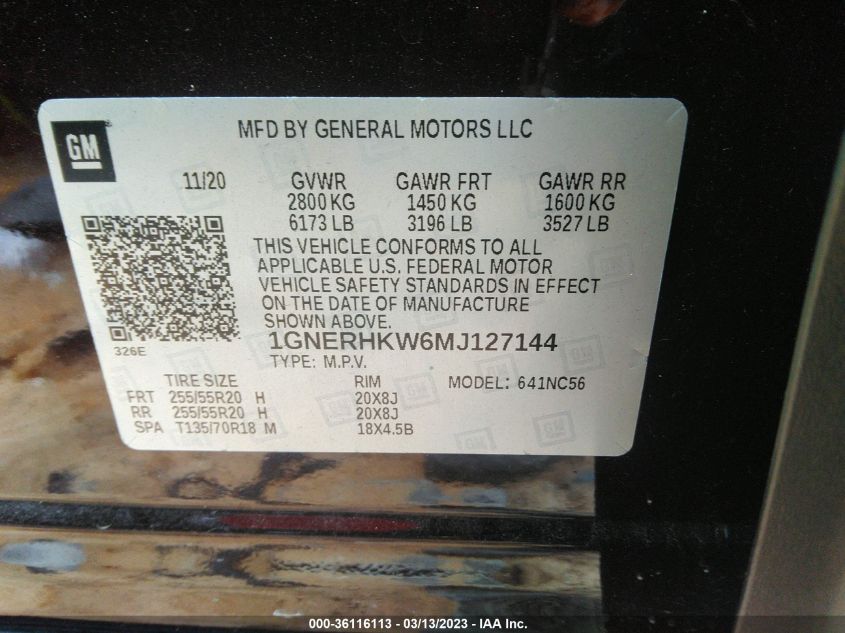 GM
MFD BY GENERAL MOTORS LLC
11/20 GVWR GAWR FRT GAWR RR
2800 KG 1450 KG 1600 KG
6173 LB 3196 LB 3527 LB
THIS VEHICLE CONFORMS TO ALL
APPLICABLE U.S. FEDERAL MOTOR
VEHICLE SAFETY STANDARDS IN EFFECT
ON THE DATE OF MANUFACTURE
SHOWN ABOVE.
326E
1GNERHKW6MJ127144
TYPE: M.P.V.
TIRE SIZE RIM MODEL: 641NC56
FRT 255/55R20 H 20X8J
RR 255/55R20 H 20X8J
SPA T135/70R18 M 18X4.5B
000-36116113 - 03/13/2023 - IAA Inc.